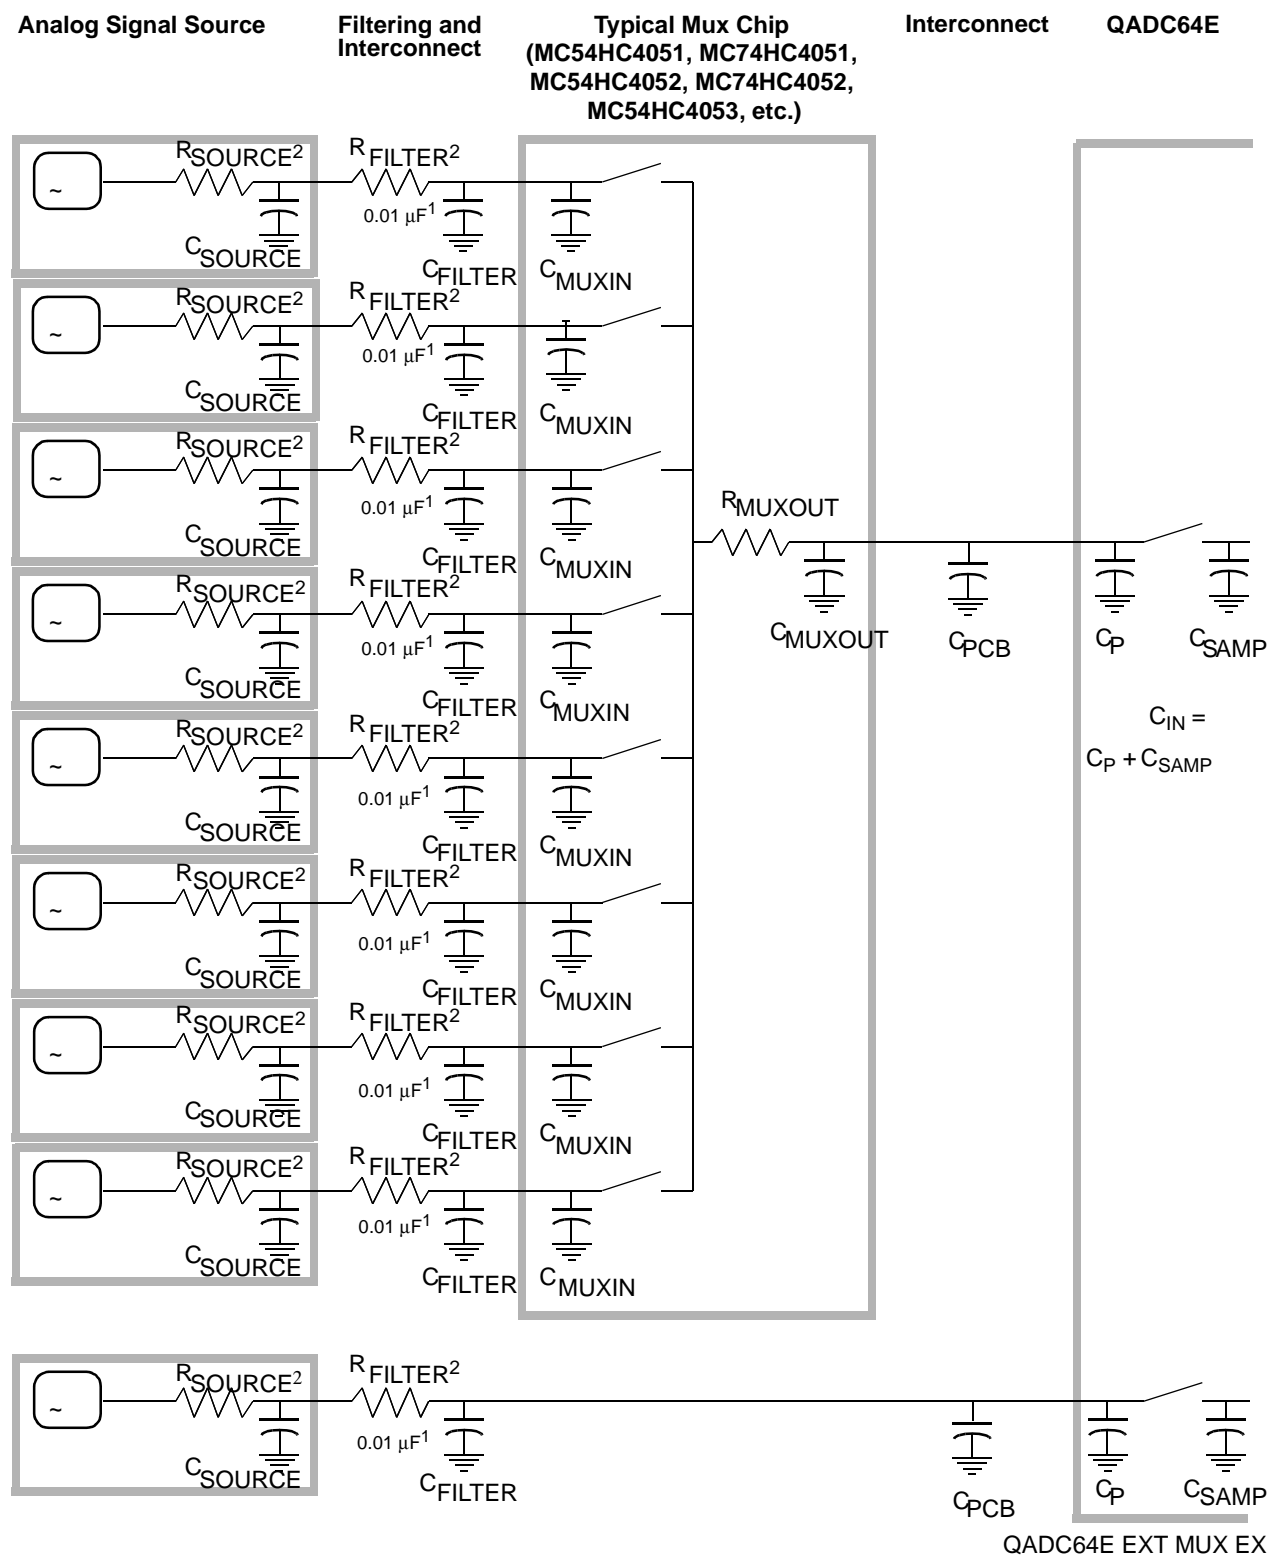 Analog Signal Source
Filtering and
Interconnect
Typical Mux Chip
(MC54HC4051, MC74HC4051,
MC54HC4052, MC74HC4052,
MC54HC4053, etc.)
Interconnect
QADC64E
~
RSOURCE2
RFILTER2
0.01 μF1
CSOURCE
CFILTER
CMUXIN
~
RSOURCE2
RFILTER2
0.01 μF1
CSOURCE
CFILTER
CMUXIN
~
RSOURCE2
RFILTER2
0.01 μF1
CSOURCE
CFILTER
CMUXIN
RMUXOUT
~
RSOURCE2
RFILTER2
0.01 μF1
CSOURCE
CFILTER
CMUXIN
CMUXOUT
CPCB
CP
CSAMP
CIN =
CP + CSAMP
~
RSOURCE2
RFILTER2
0.01 μF1
CSOURCE
CFILTER
CMUXIN
~
RSOURCE2
RFILTER2
0.01 μF1
CSOURCE
CFILTER
CMUXIN
~
RSOURCE2
RFILTER2
0.01 μF1
CSOURCE
CFILTER
CMUXIN
~
RSOURCE2
RFILTER2
0.01 μF1
CSOURCE
CFILTER
CMUXIN
~
RSOURCE2
RFILTER2
0.01 μF1
CSOURCE
CFILTER
CPCB
CP
CSAMP
QADC64E EXT MUX EX